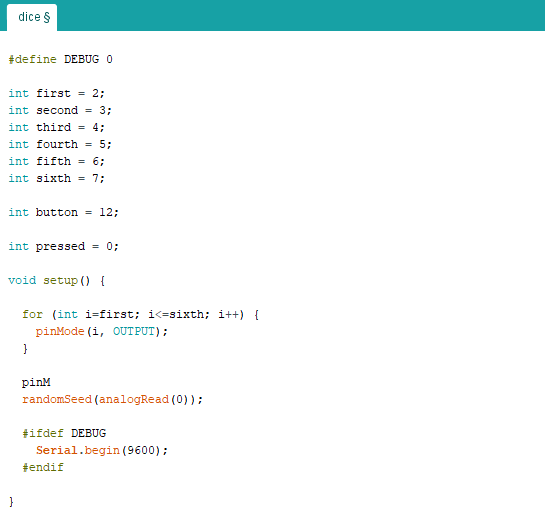 dice §
#define DEBUG 0
int first = 2;
int second = 3;
int third = 4;
int fourth = 5;
int fifth = 6;
int sixth = 7;
int button = 12;
int pressed = 0;
void setup() {
for (int i=first; i<=sixth; i++) {
pinMode(i, OUTPUT);
}
pinM
randomSeed(analogRead(0));
#ifdef DEBUG
Serial.begin(9600);
#endif
}